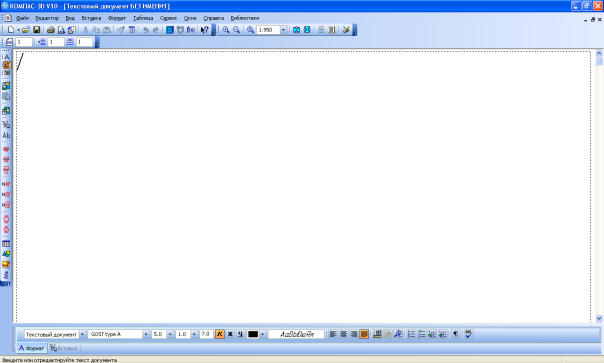 КОМПАС-3D V10 - [Текстовый документ БЕЗ ИМЕНИ1]
Файл Редактор Вид Вставка Формат Таблица Сервис Окно Справка Библиотеки
1.950
f(x)
1 1 1
A
Ab
Текстовый документ GOST type A 5.0 1.0 7.0 К Ж Ч АаВbБбЯя
A Формат Вставка
Введите или отредактируйте текст документа